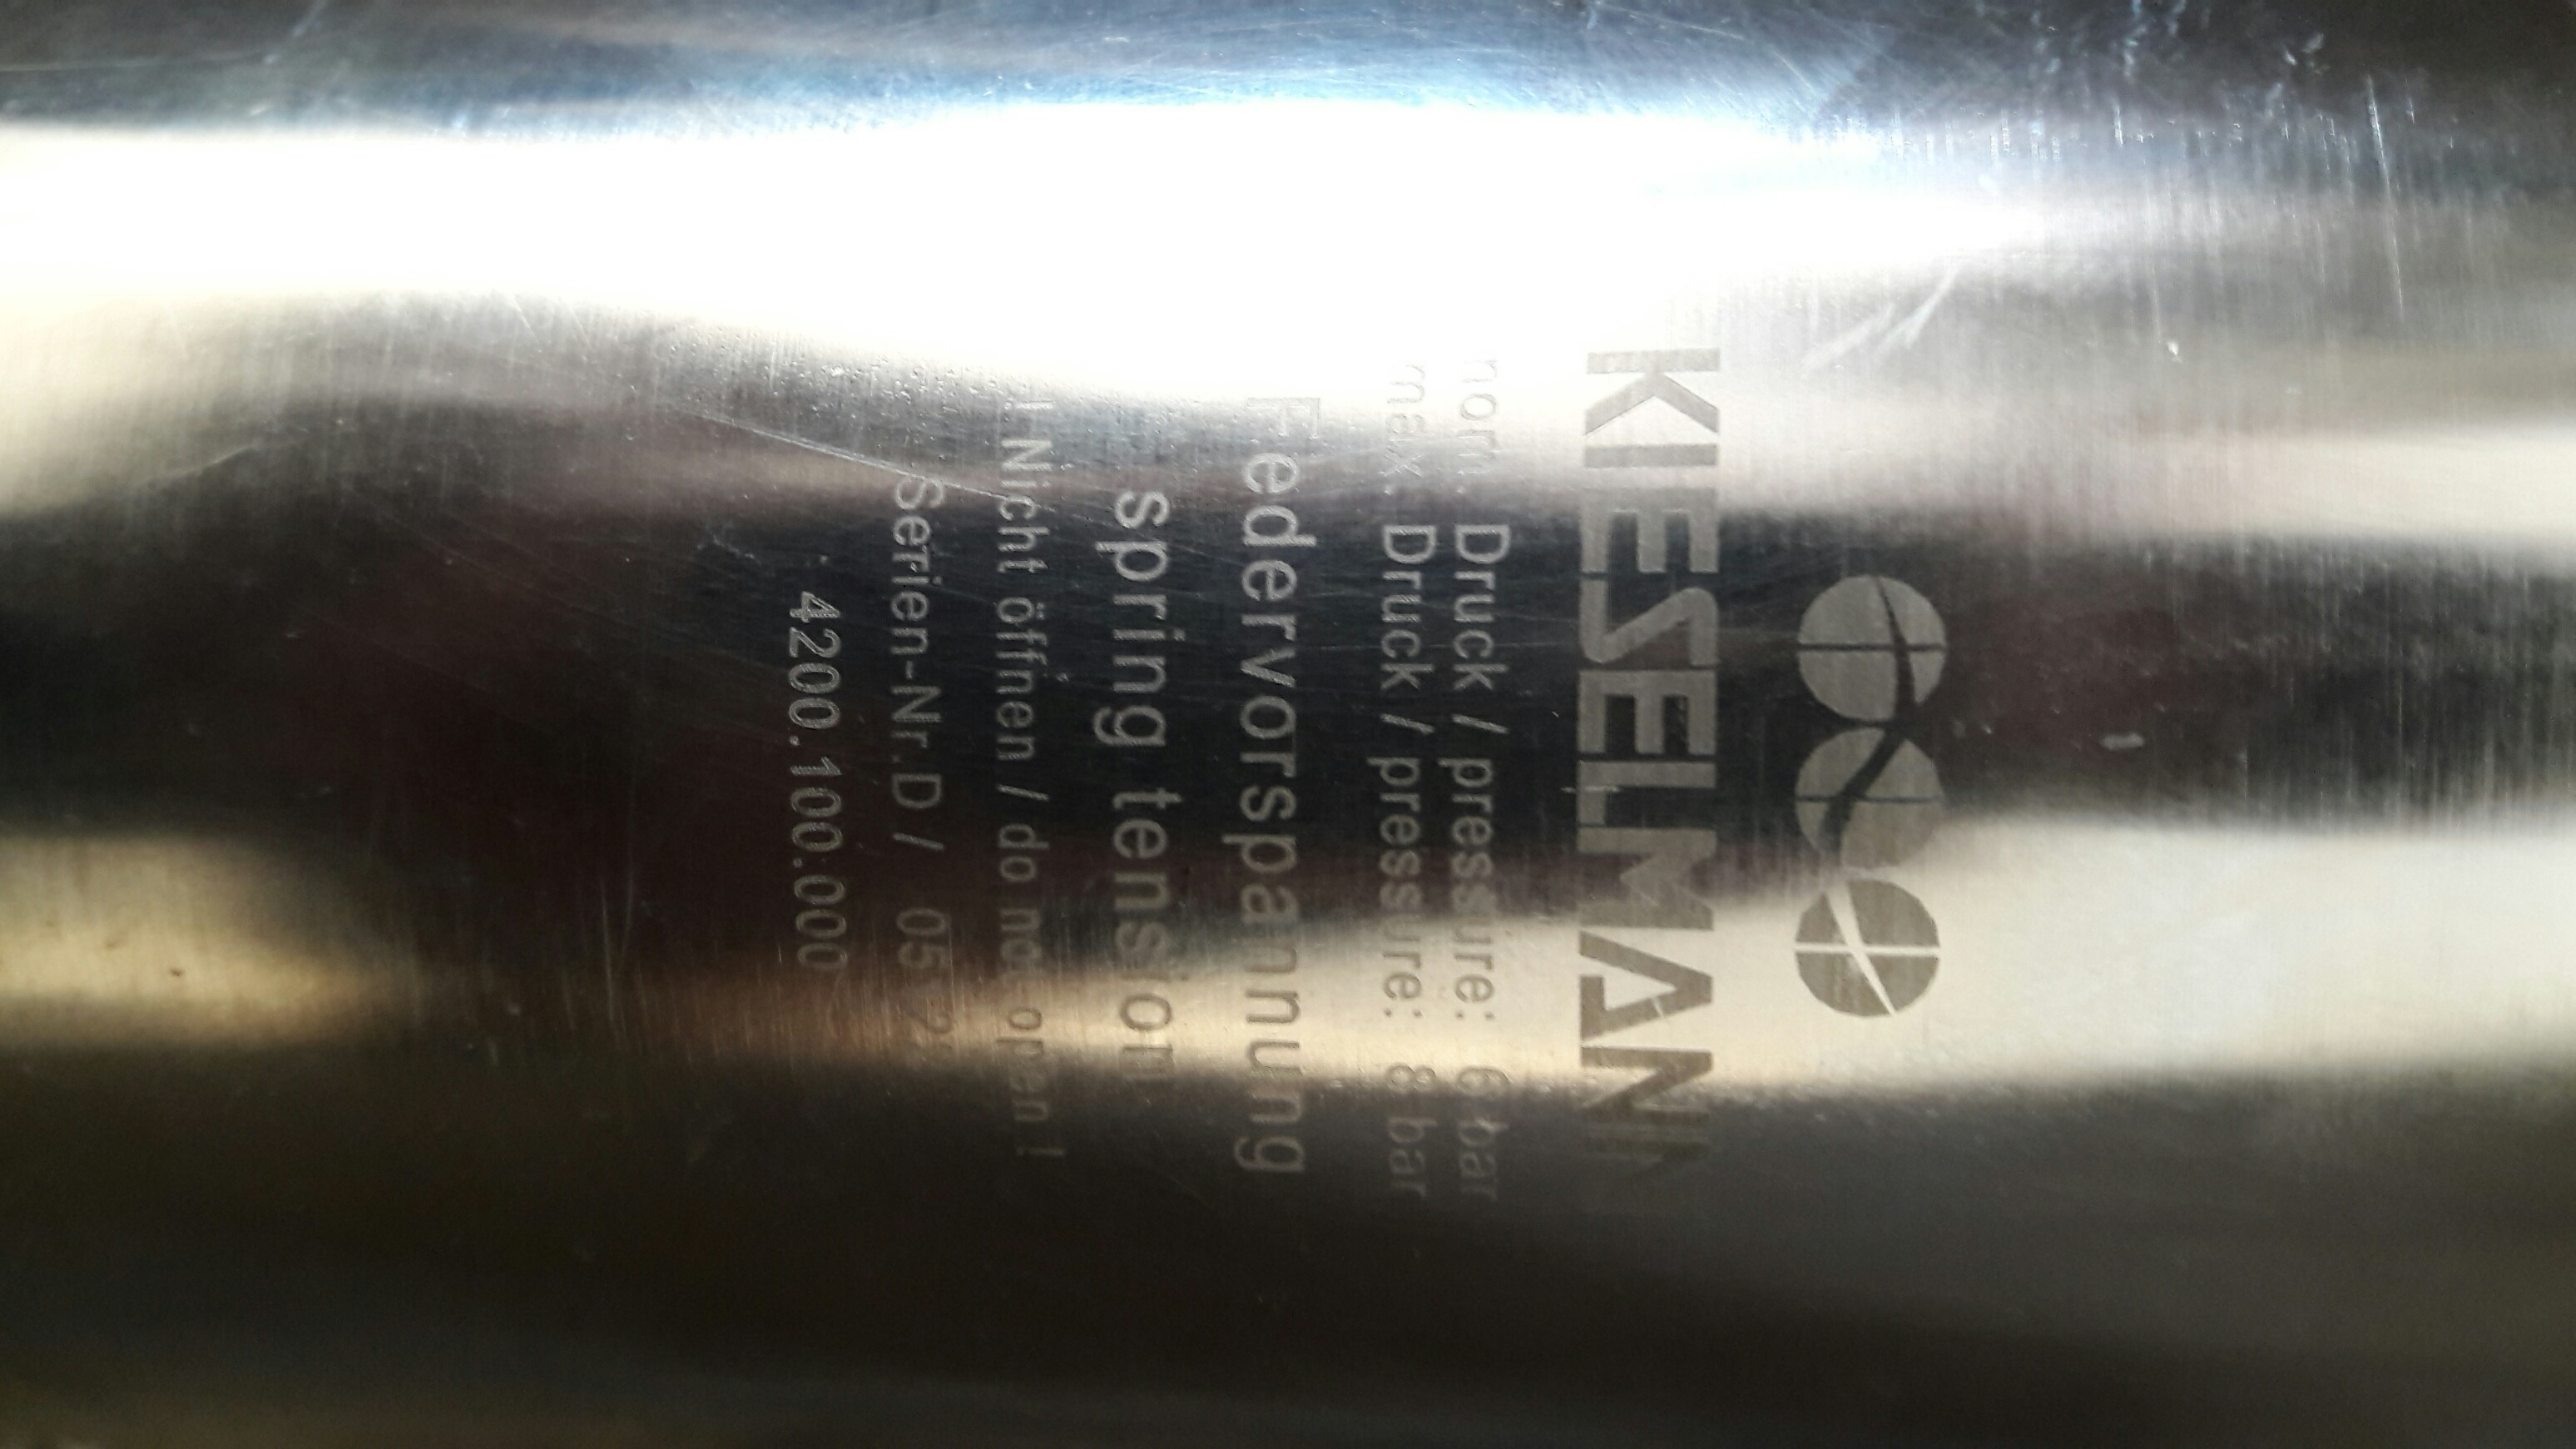 KIESELMANN
norm. Druck / pressure: 6 bar
max. Druck / pressure: 8 bar
Federvorspannung
spring tension
! Nicht öffnen / do not open !
Serien-Nr.D /
4200.100.000